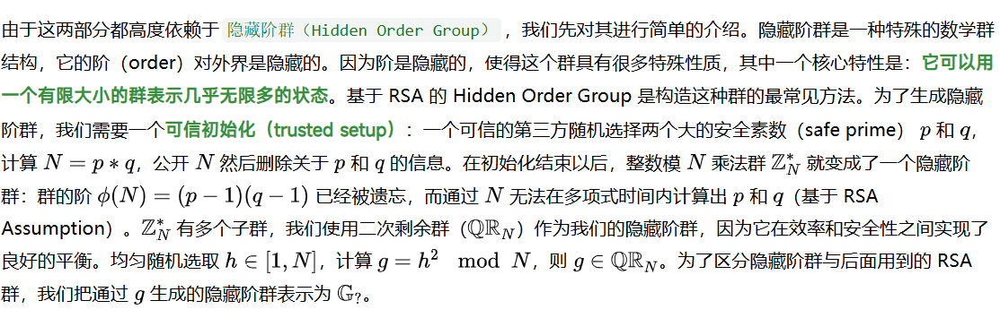 由于这两部分都高度依赖于 隐藏阶群（Hidden Order Group） ，我们先对其进行简单的介绍。隐藏阶群是一种特殊的数学群
结构，它的阶（order）对外界是隐藏的。因为阶是隐藏的，使得这个群具有很多特殊性质，其中一个核心特性是：它可以用
一个有限大小的群表示几乎无限多的状态。基于 RSA 的 Hidden Order Group 是构造这种群的最常见方法。为了生成隐藏
阶群，我们需要一个可信初始化（trusted setup）：一个可信的第三方随机选择两个大的安全素数（safe prime） p 和 q，
计算 N = p ∗ q，公开 N 然后删除关于 p 和 q 的信息。在初始化结束以后，整数模 N 乘法群 ℤ*_N 就变成了一个隐藏阶
群：群的阶 ϕ(N) = (p − 1)(q − 1) 已经被遗忘，而通过 N 无法在多项式时间内计算出 p 和 q（基于 RSA
Assumption）。ℤ*_N 有多个子群，我们使用二次剩余群（ℚℝ_N）作为我们的隐藏阶群，因为它在效率和安全性之间实现了
良好的平衡。均匀随机选取 h ∈ [1, N]，计算 g = h² mod N，则 g ∈ ℚℝ_N。为了区分隐藏阶群与后面用到的 RSA
群，我们把通过 g 生成的隐藏阶群表示为 𝔾_?。